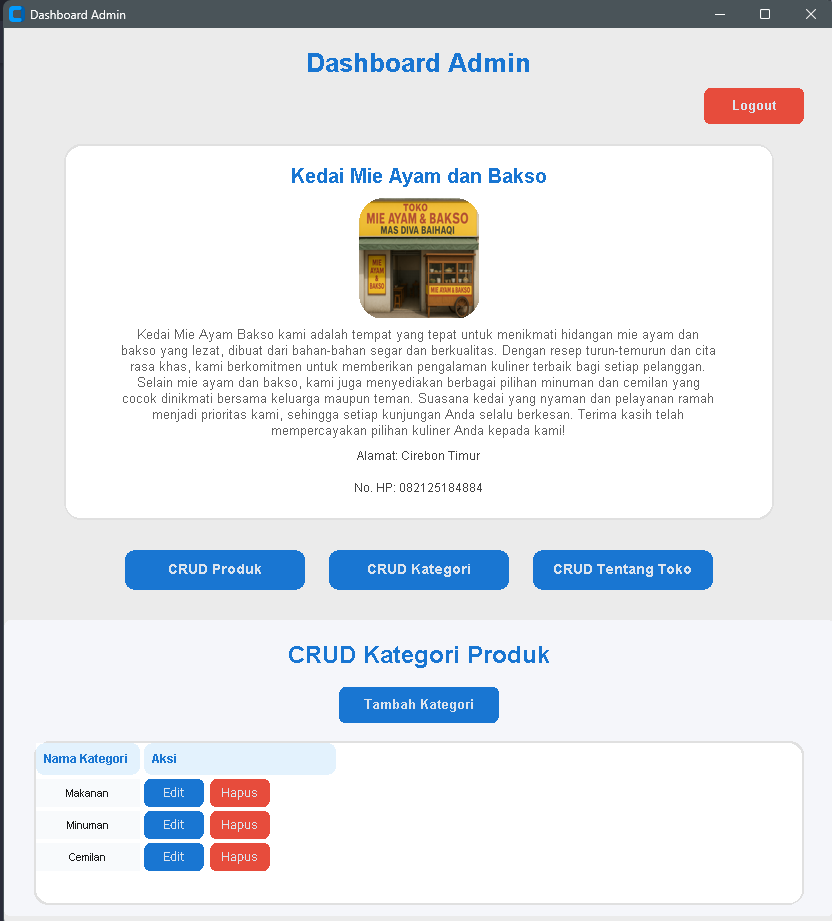 Dashboard Admin
Dashboard Admin
Logout
Kedai Mie Ayam dan Bakso
TOKO
MIE AYAM & BAKSO
MAS DIVA BAIHAQI
MIE
AYAM
&
BAKSO
MIE AYAM & BAKSO
Kedai Mie Ayam Bakso kami adalah tempat yang tepat untuk menikmati hidangan mie ayam dan
bakso yang lezat, dibuat dari bahan-bahan segar dan berkualitas. Dengan resep turun-temurun dan cita
rasa khas, kami berkomitmen untuk memberikan pengalaman kuliner terbaik bagi setiap pelanggan.
Selain mie ayam dan bakso, kami juga menyediakan berbagai pilihan minuman dan cemilan yang
cocok dinikmati bersama keluarga maupun teman. Suasana kedai yang nyaman dan pelayanan ramah
menjadi prioritas kami, sehingga setiap kunjungan Anda selalu berkesan. Terima kasih telah
mempercayakan pilihan kuliner Anda kepada kami!
Alamat: Cirebon Timur
No. HP: 082125184884
CRUD Produk CRUD Kategori CRUD Tentang Toko
CRUD Kategori Produk
Tambah Kategori
Nama Kategori Aksi
Makanan Edit Hapus
Minuman Edit Hapus
Cemilan Edit Hapus